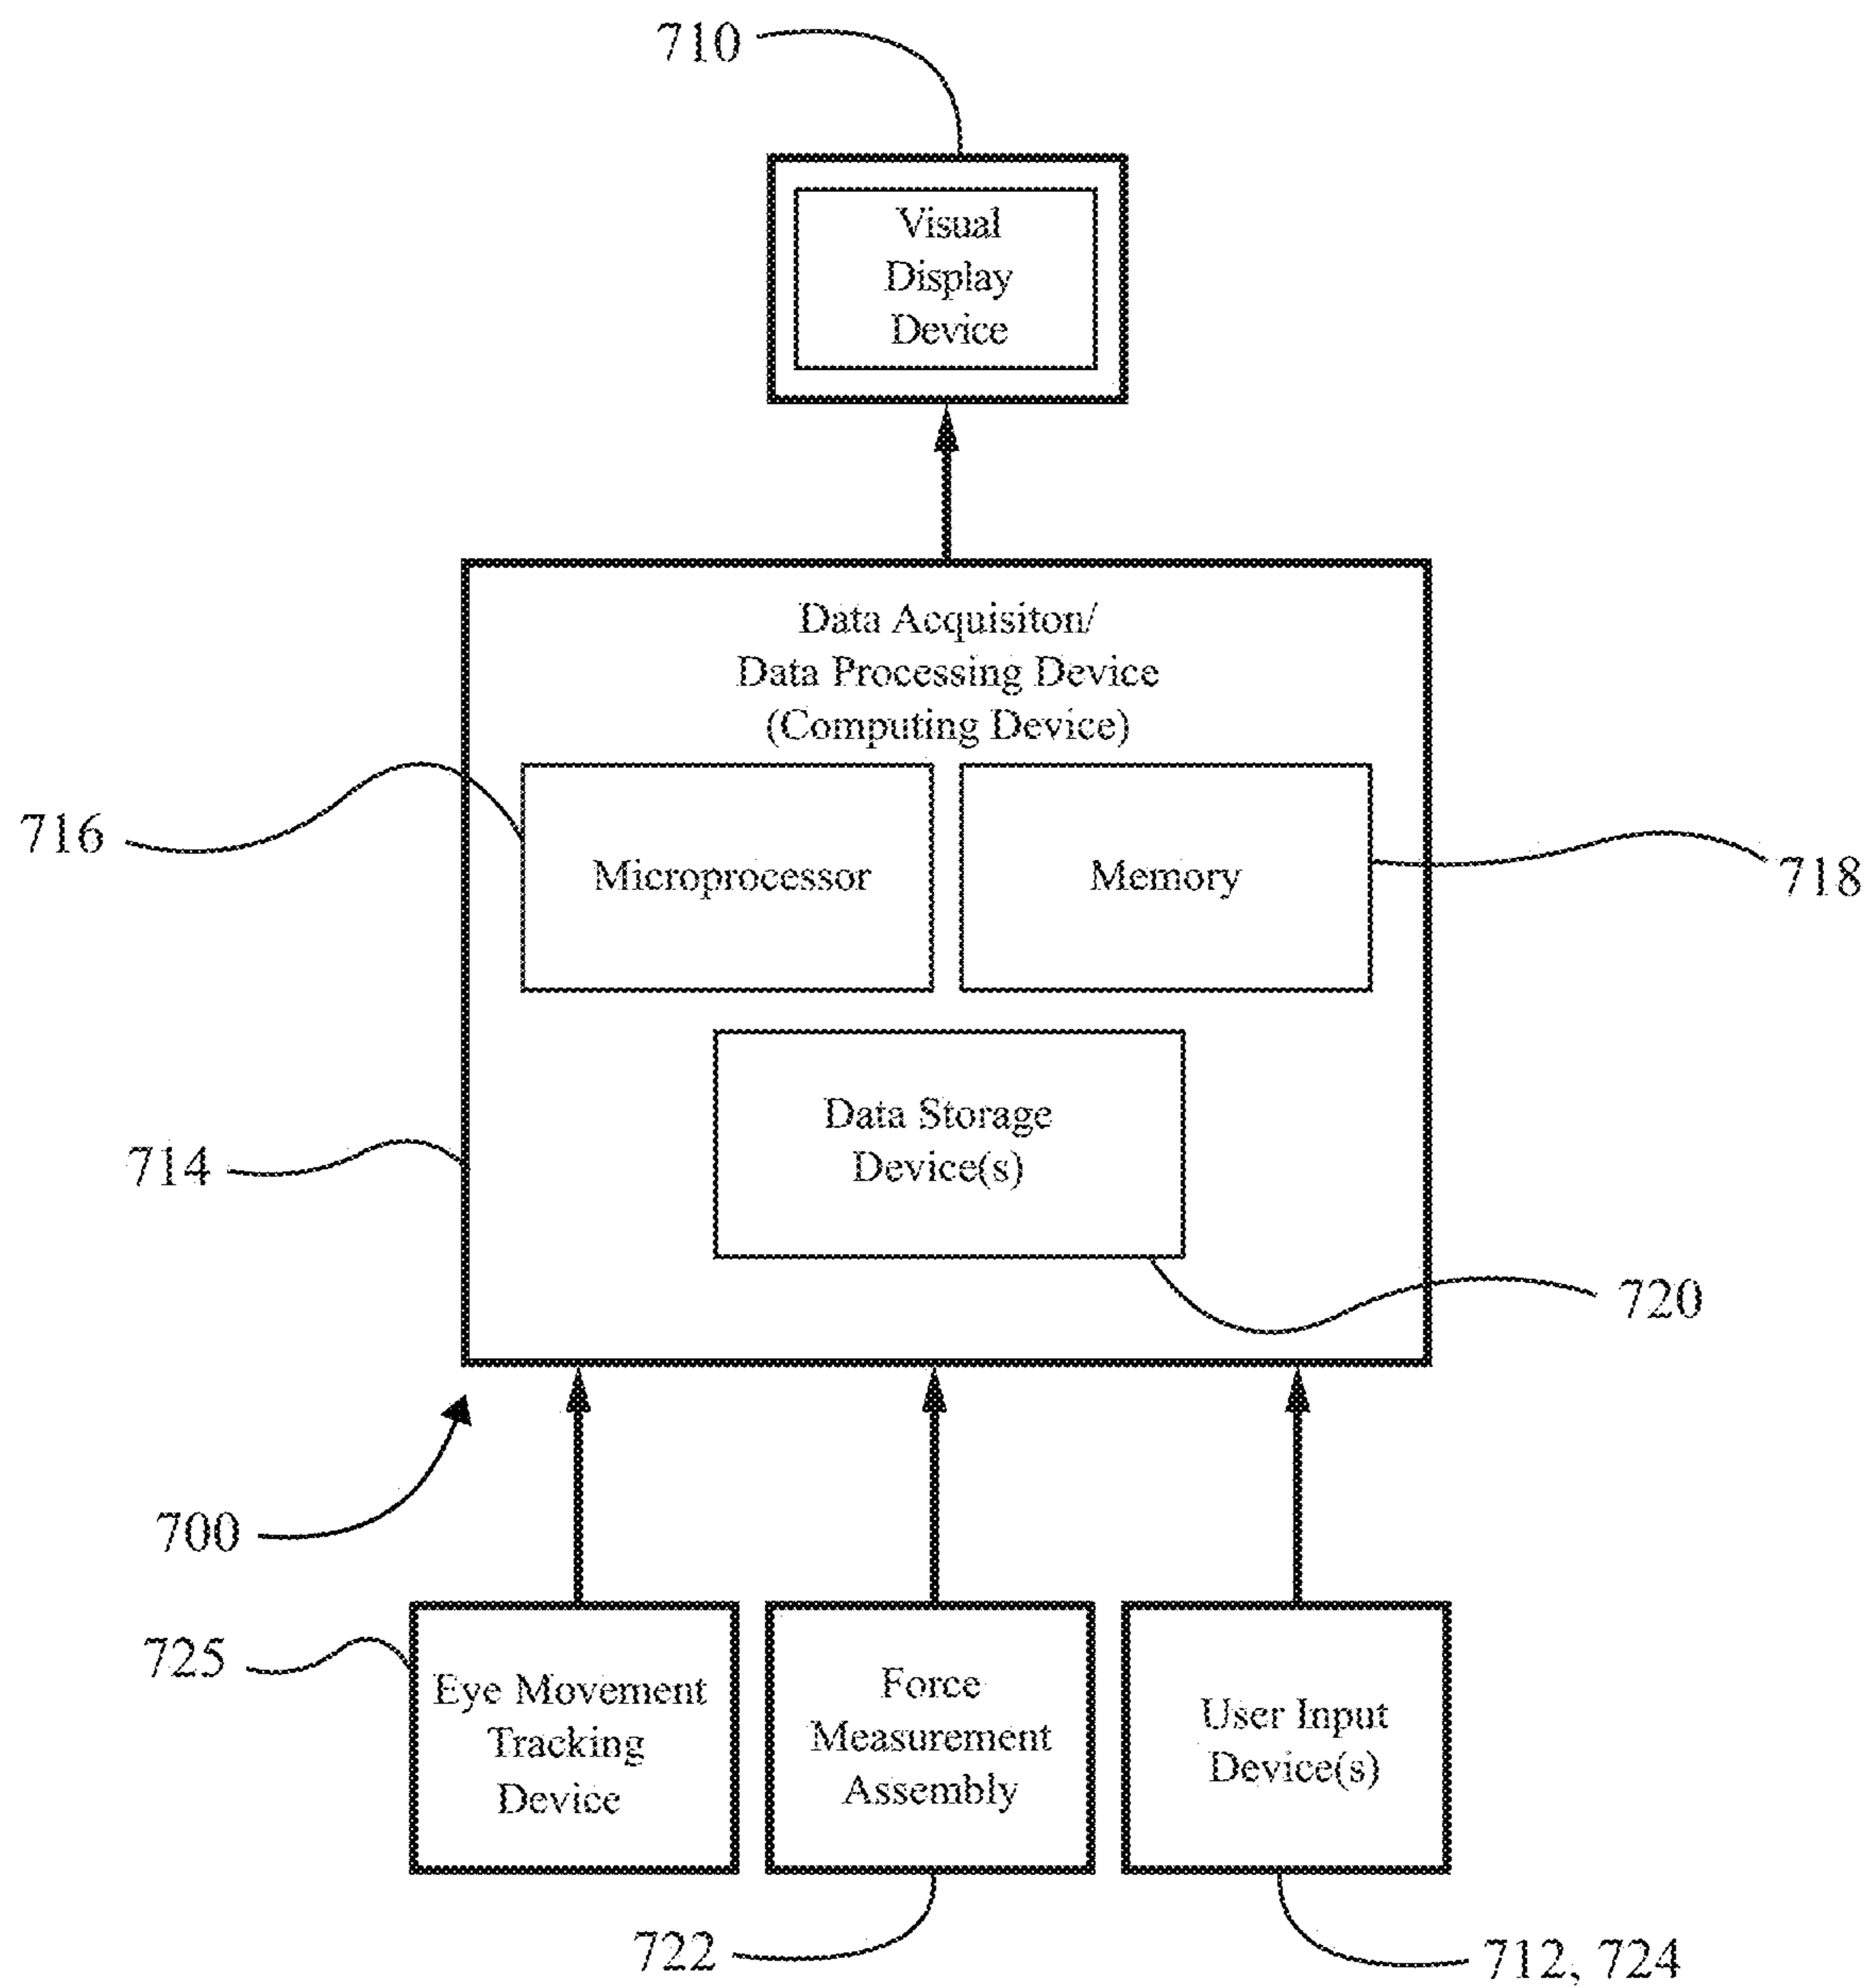 710
Visual
Display
Device
Data Acquisiton/
Data Processing Device
(Computing Device)
716
Microprocessor
Memory
718
714
Data Storage
Device(s)
720
700
725
Eye Movement
Tracking
Device
Force
Measurement
Assembly
User Input
Device(s)
722
712, 724